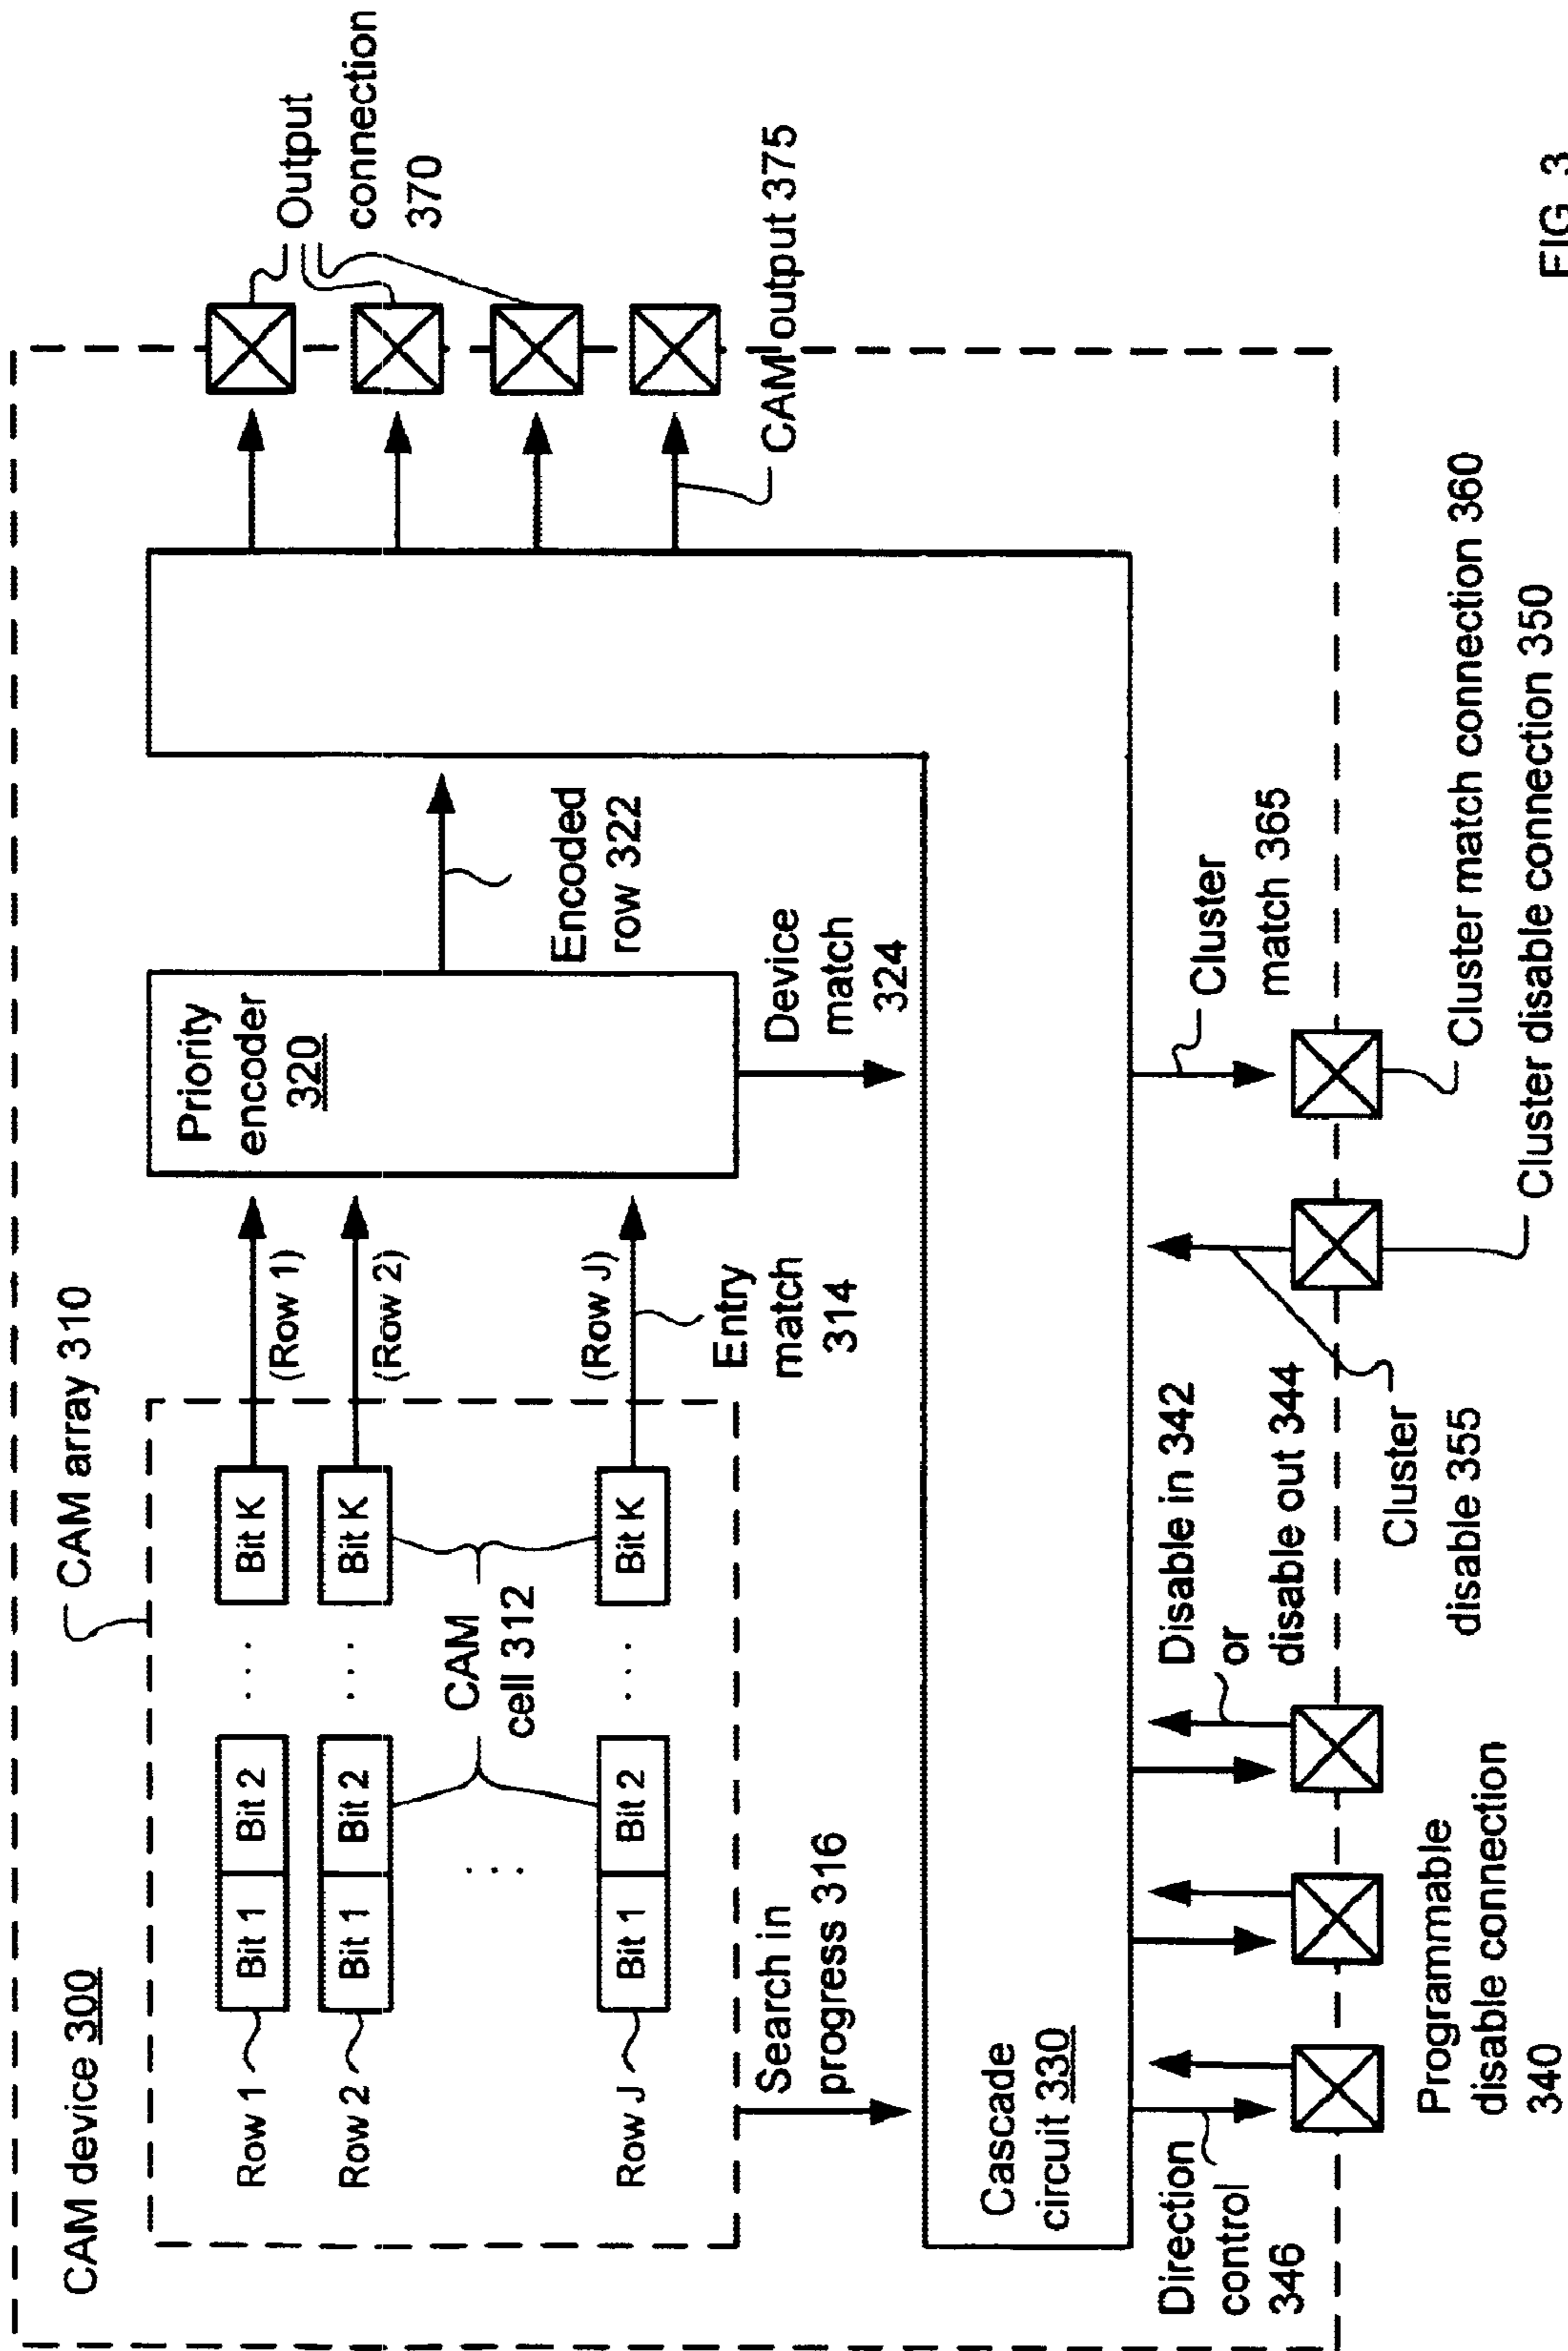 CAM device 300
CAM array 310
Row 1
Bit 1
Bit 2
. . .
Bit K
(Row 1)
Row 2
Bit 1
Bit 2
. . .
Bit K
(Row 2)
. . .
CAM
cell 312
Row J
Bit 1
Bit 2
. . .
Bit K
(Row J)
Entry
match
314
Priority
encoder
320
Encoded
row 322
Output
connection
370
CAM output 375
Search in
progress 316
Device
match
324
Cascade
circuit 330
Direction
control
346
Disable in 342
or
disable out 344
Cluster
disable 355
Cluster
match 365
Programmable
disable connection
340
Cluster match connection 360
Cluster disable connection 350
FIG. 3